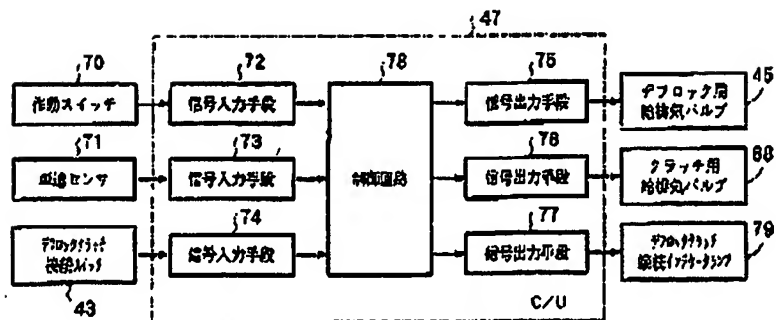 47
70
72
78
75
45
作動スイッチ
信号入力手段
信号出力手段
デフロック用
給排気バルブ
71
73
76
68
車速センサ
信号入力手段
制御回路
信号出力手段
クラッチ用
給排気バルブ
74
77
79
デフロッククラッチ
接続スイッチ
信号入力手段
信号出力手段
デフロッククラッチ
接続インデケータランプ
43
C/U